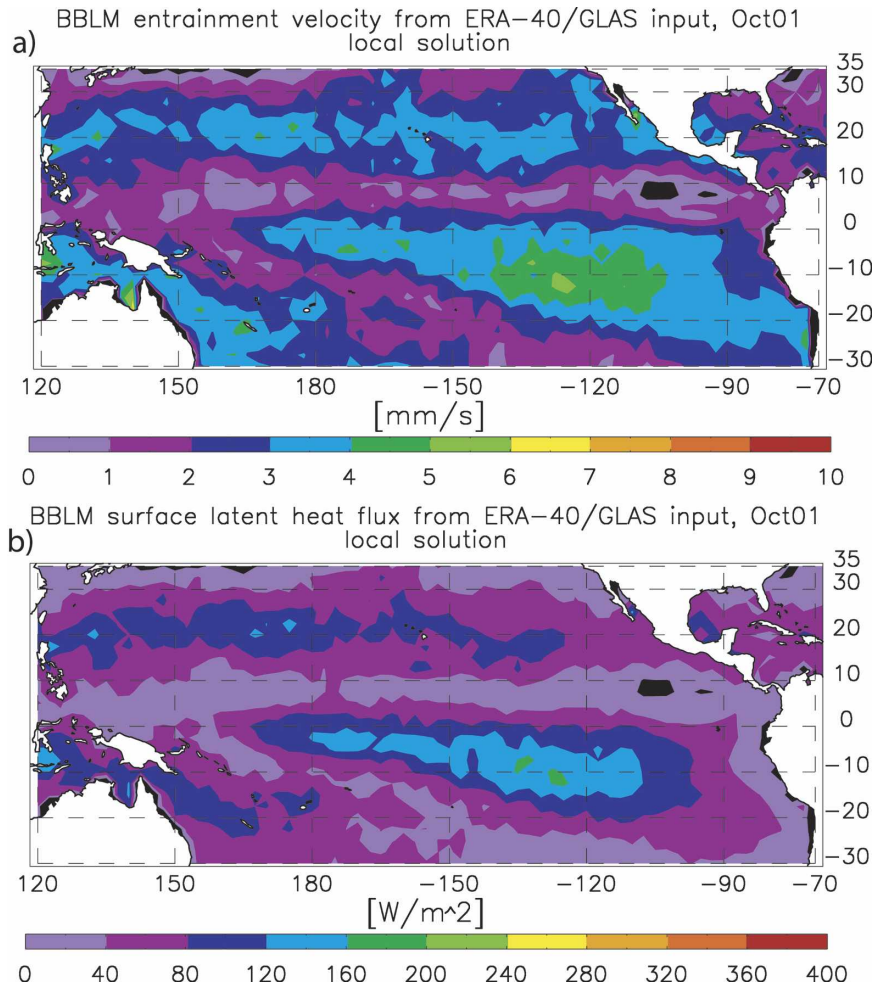 BBLM entrainment velocity from ERA-40/GLAS input, Oct01
a) local solution
35
30
20
10
0
-10
-20
-30
120 150 180 -150 -120 -90 -70
[mm/s]
0 1 2 3 4 5 6 7 8 9 10
BBLM surface latent heat flux from ERA-40/GLAS input, Oct01
b) local solution
35
30
20
10
0
-10
-20
-30
120 150 180 -150 -120 -90 -70
[W/m^2]
0 40 80 120 160 200 240 280 320 360 400